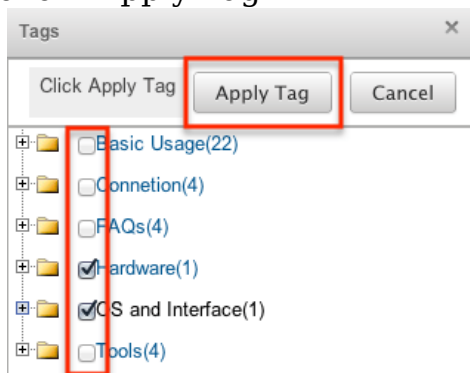 Tags
Click Apply Tag Apply Tag Cancel
Basic Usage(22)
Connetion(4)
FAQs(4)
Hardware(1)
OS and Interface(1)
Tools(4)